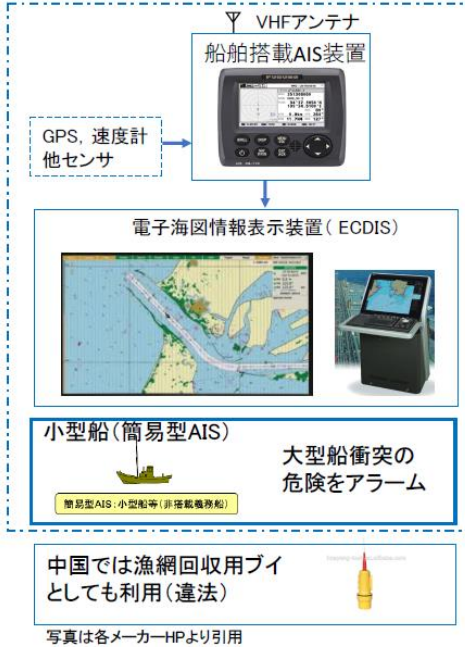 VHFアンテナ
船舶搭載AIS装置
GPS，速度計
他センサ
電子海図情報表示装置（ ECDIS）
小型船（簡易型AIS）
大型船衝突の
危険をアラーム
簡易型AIS：小型船等（非搭載義務船）
中国では漁網回収用ブイ
としても利用（違法）
写真は各メーカーHPより引用